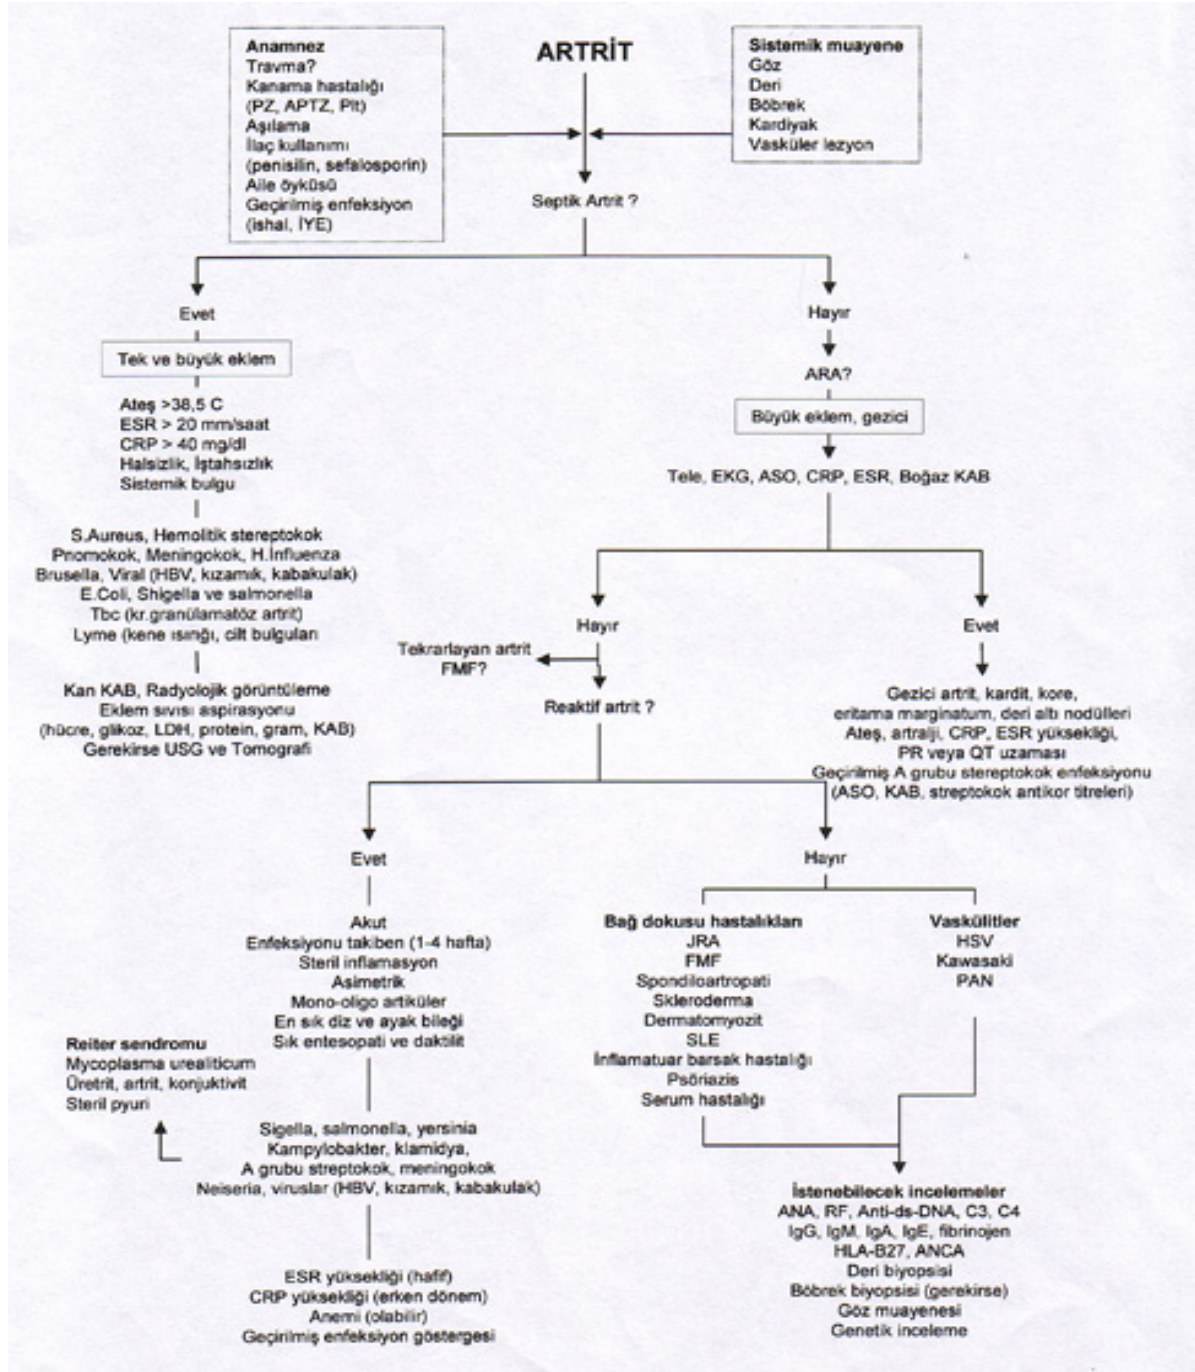 Anamnez
Travma?
Kanama hastalığı
(PZ, APTZ, Plt)
Aşılama
İlaç kullanımı
(penisilin, sefalosporin)
Aile öyküsü
Geçirilmiş enfeksiyon
(ishal, İYE)
ARTRİT
Sistemik muayene
Göz
Deri
Böbrek
Kardiyak
Vasküler lezyon
Septik Artrit ?
Evet
Tek ve büyük eklem
Ateş >38,5 C
ESR > 20 mm/saat
CRP > 40 mg/dl
Halsizlik, İştahsızlık
Sistemik bulgu
S.Aureus, Hemolitik stereptokok
Pnomokok, Meningokok, H.İnfluenza
Brusella, Viral (HBV, kızamık, kabakulak)
E.Coli, Shigella ve salmonella
Tbc (kr.granülamatöz artrit)
Lyme (kene ısırığı, cilt bulguları
Kan KAB, Radyolojik görüntüleme
Eklem sıvısı aspirasyonu
(hücre, glikoz, LDH, protein, gram, KAB)
Gerekirse USG ve Tomografi
Hayır
ARA?
Büyük eklem, gezici
Tele, EKG, ASO, CRP, ESR, Boğaz KAB
Hayır
Tekrarlayan artrit
FMF?
Reaktif artrit ?
Evet
Gezici artrit, kardit, kore,
eritama marginatum, deri altı nodülleri
Ateş, artralji, CRP, ESR yüksekliği,
PR veya QT uzaması
Geçirilmiş A grubu stereptokok enfeksiyonu
(ASO, KAB, streptokok antikor titreleri)
Evet
Akut
Enfeksiyonu takiben (1-4 hafta)
Steril inflamasyon
Asimetrik
Mono-oligo artiküler
En sık diz ve ayak bileği
Sık entesopati ve daktilit
Reiter sendromu
Mycoplasma urealiticum
Üretrit, artrit, konjuktivit
Steril pyuri
Sigella, salmonella, yersinia
Kampylobakter, klamidya,
A grubu streptokok, meningokok
Neiseria, viruslar (HBV, kızamık, kabakulak)
ESR yüksekliği (hafif)
CRP yüksekliği (erken dönem)
Anemi (olabilir)
Geçirilmiş enfeksiyon göstergesi
Hayır
Bağ dokusu hastalıkları
JRA
FMF
Spondiloartropati
Skleroderma
Dermatomyozit
SLE
İnflamatuar barsak hastalığı
Psöriazis
Serum hastalığı
Vaskülitler
HSV
Kawasaki
PAN
İstenebilecek incelemeler
ANA, RF, Anti-ds-DNA, C3, C4
IgG, IgM, IgA, IgE, fibrinojen
HLA-B27, ANCA
Deri biyopsisi
Böbrek biyopsisi (gerekirse)
Göz muayenesi
Genetik inceleme